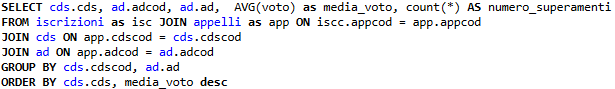 SELECT cds.cds, ad.adcod, ad.ad,  AVG(voto) as media_voto, count(*) AS numero_superamenti
FROM iscrizioni as isc JOIN appelli as app ON iscc.appcod = app.appcod
JOIN cds ON app.cdscod = cds.cdscod
JOIN ad ON app.adcod = ad.adcod
GROUP BY cds.cdscod, ad.ad
ORDER BY cds.cds, media_voto desc